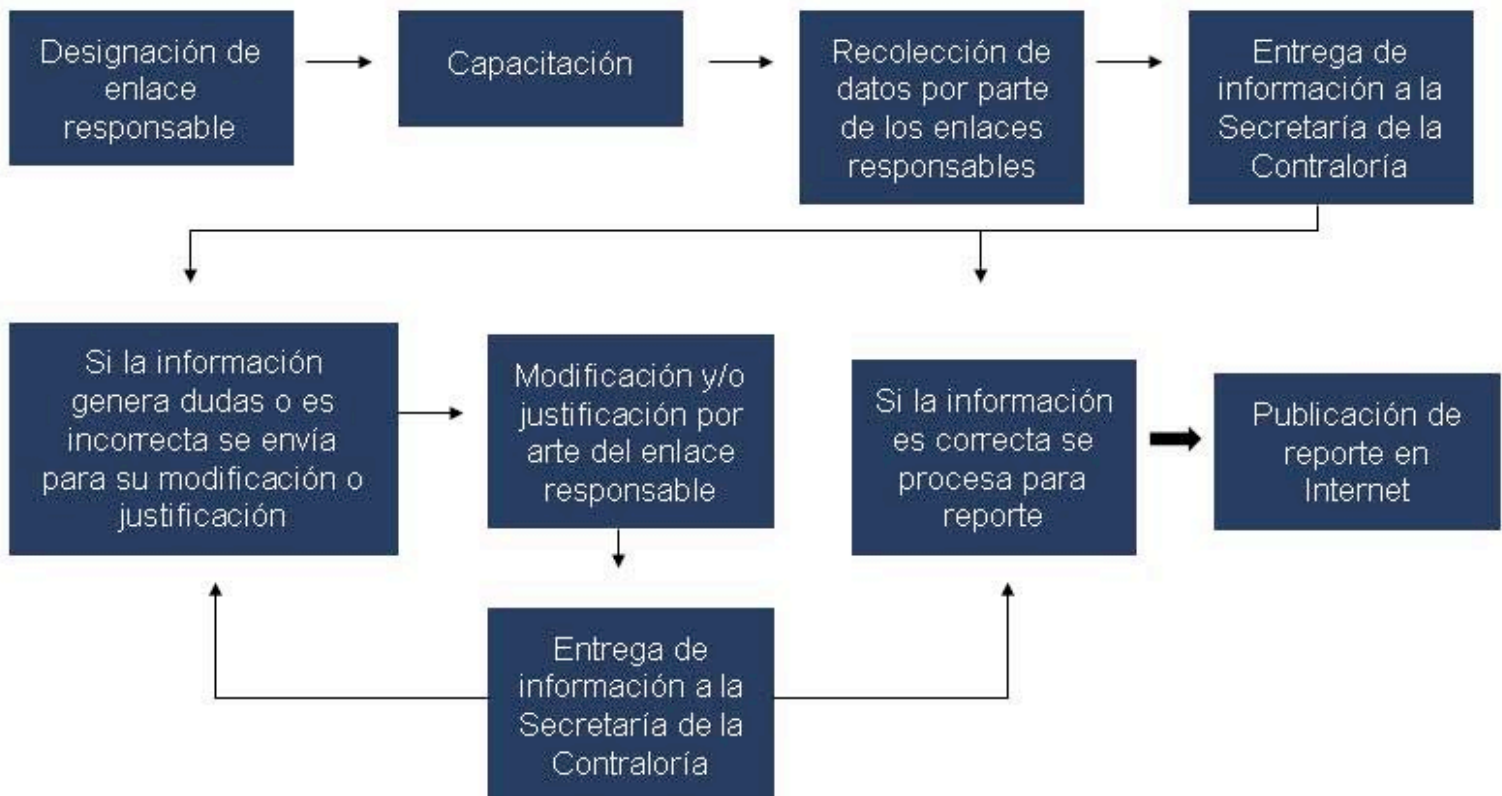 Designación de
enlace
responsable
Capacitación
Recolección de
datos por parte
de los enlaces
responsables
Entrega de
información a la
Secretaría de la
Contraloría
Si la información
genera dudas o es
incorrecta se envía
para su modificación o
justificación
Modificación y/o
justificación por
arte del enlace
responsable
Si la información
es correcta se
procesa para
reporte
Publicación de
reporte en
Internet
Entrega de
información a la
Secretaría de la
Contraloría